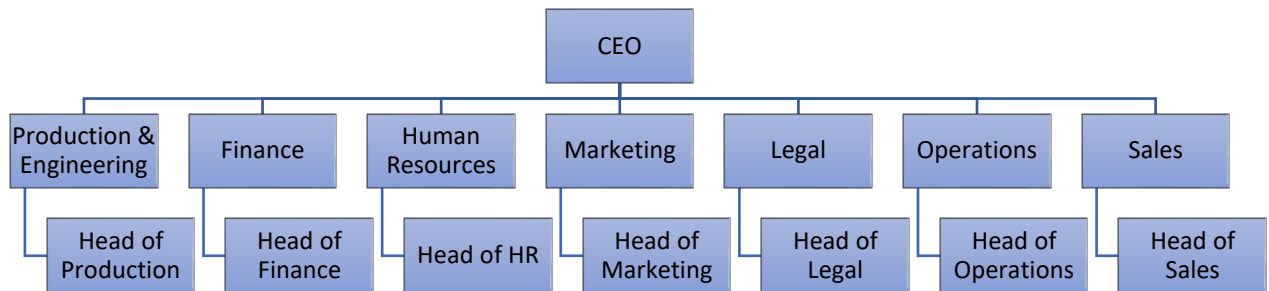 CEO
Production &
Engineering
Finance
Human
Resources
Marketing
Legal
Operations
Sales
Head of
Production
Head of
Finance
Head of HR
Head of
Marketing
Head of
Legal
Head of
Operations
Head of
Sales